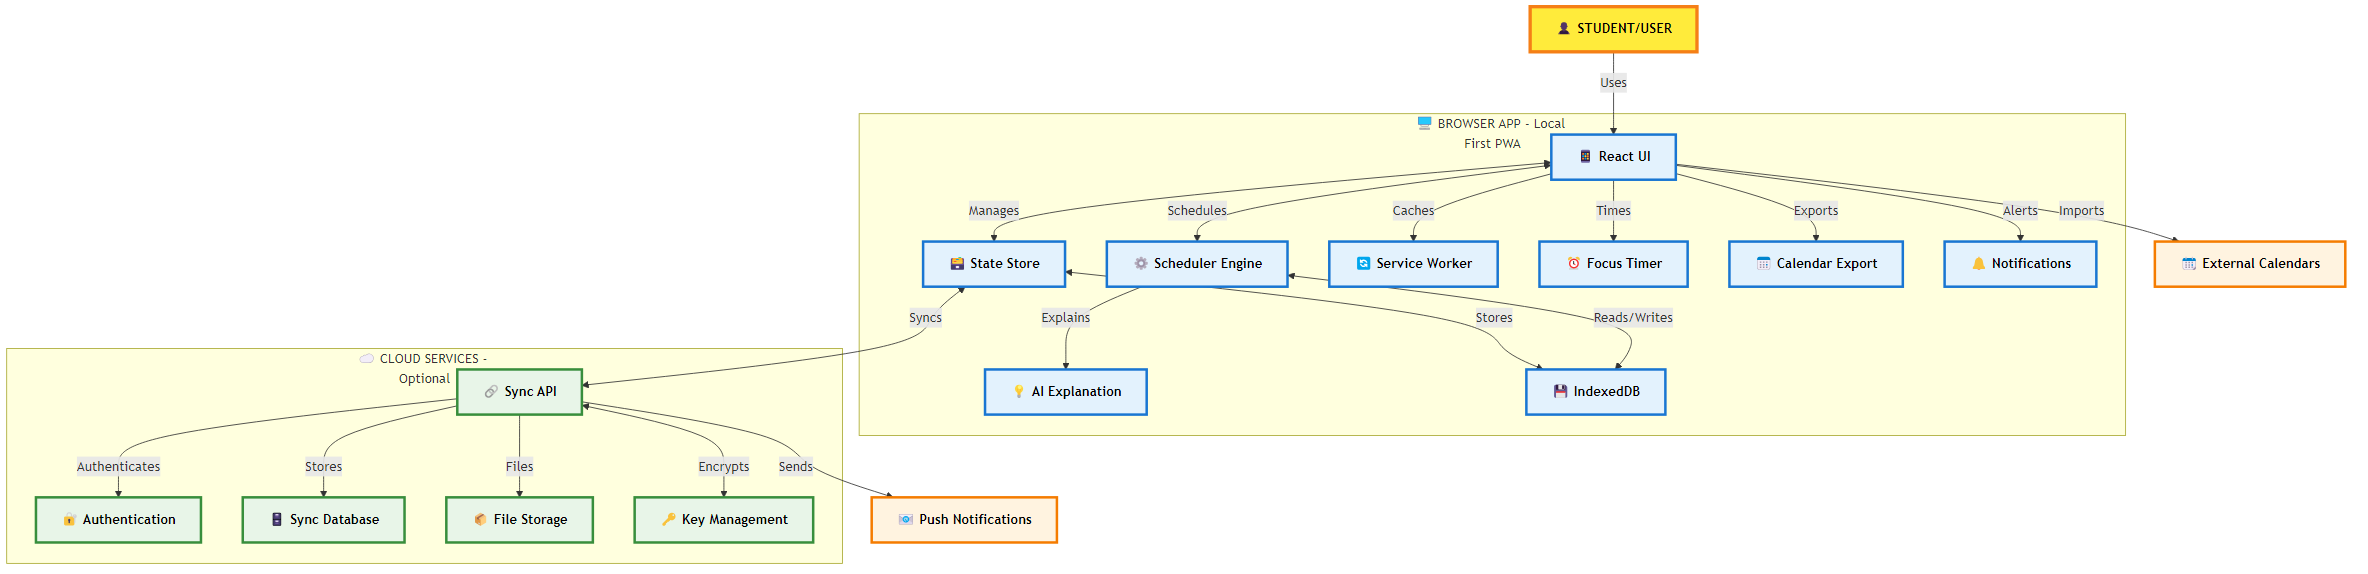 STUDENT/USER
Uses
BROWSER APP - Local
First PWA
React UI
Manages
Schedules
Caches
Times
Exports
Alerts
Imports
State Store
Scheduler Engine
Service Worker
Focus Timer
Calendar Export
Notifications
External Calendars
Syncs
Explains
Stores
Reads/Writes
CLOUD SERVICES -
Optional
Sync API
AI Explanation
IndexedDB
Authenticates
Stores
Files
Encrypts
Sends
Authentication
Sync Database
File Storage
Key Management
Push Notifications